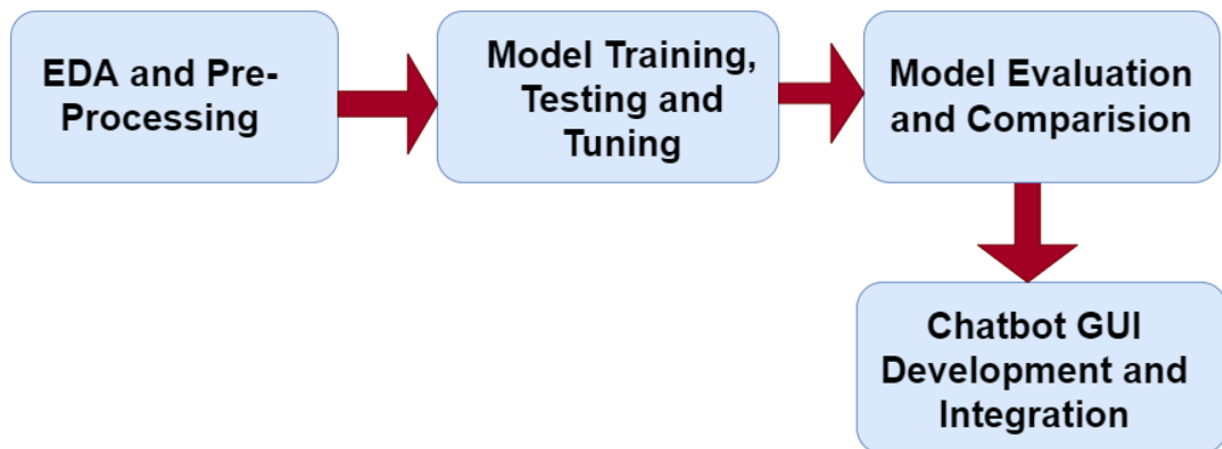 EDA and Pre-
Processing
Model Training,
Testing and
Tuning
Model Evaluation
and Comparision
Chatbot GUI
Development and
Integration